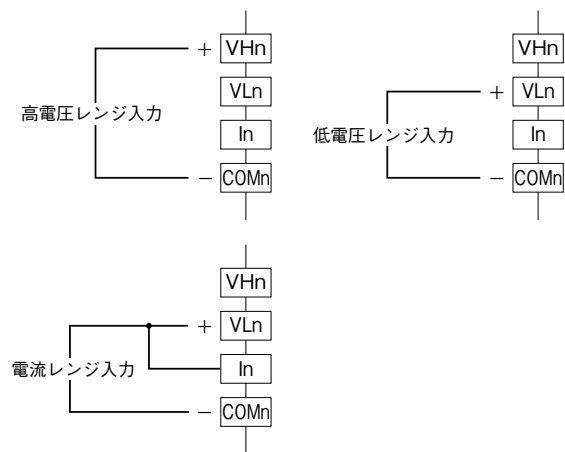 + VHn
VLn
高電圧レンジ入力
In
− COMn
VHn
+ VLn
低電圧レンジ入力
In
− COMn
VHn
+ VLn
電流レンジ入力
In
− COMn